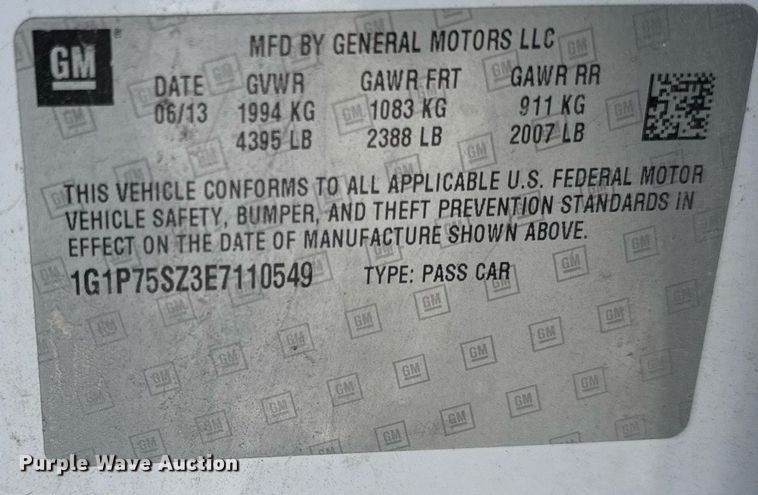 GM
MFD BY GENERAL MOTORS LLC
DATE GVWR GAWR FRT GAWR RR
06/13 1994 KG 1083 KG 911 KG
4395 LB 2388 LB 2007 LB
THIS VEHICLE CONFORMS TO ALL APPLICABLE U.S. FEDERAL MOTOR
VEHICLE SAFETY, BUMPER, AND THEFT PREVENTION STANDARDS IN
EFFECT ON THE DATE OF MANUFACTURE SHOWN ABOVE.
1G1P75SZ3E7110549 TYPE: PASS CAR
Purple Wave Auction